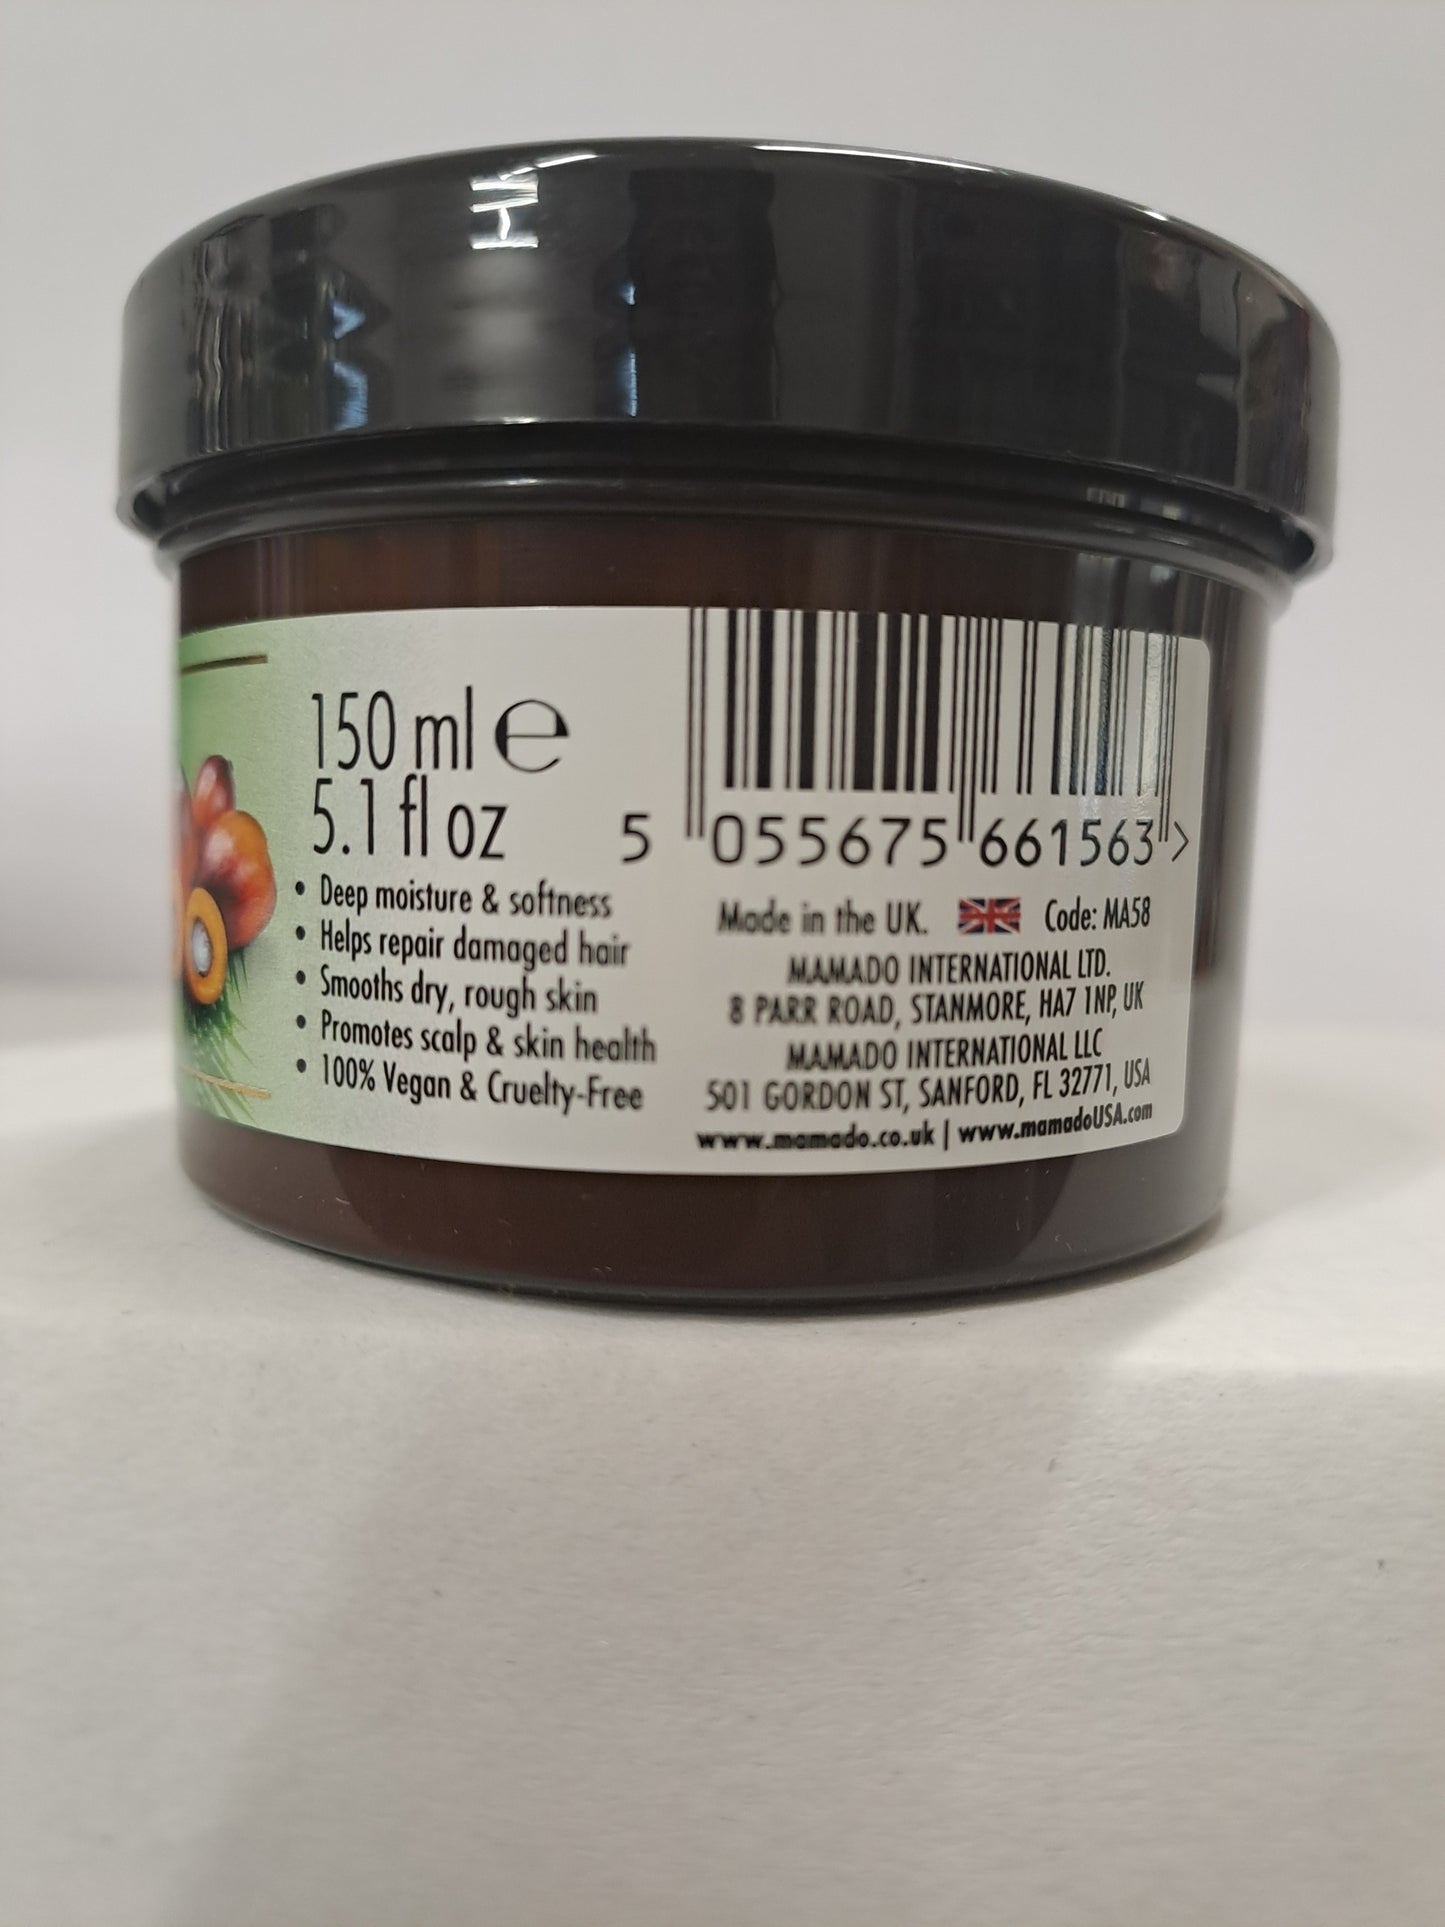 150 ml ℮
5.1 fl oz
• Deep moisture & softness
• Helps repair damaged hair
• Smooths dry, rough skin
• Promotes scalp & skin health
• 100% Vegan & Cruelty-Free
5 055675 661563 >
Made in the UK. Code: MA58
MAMADO INTERNATIONAL LTD.
8 PARR ROAD, STANMORE, HA7 1NP, UK
MAMADO INTERNATIONAL LLC
501 GORDON ST, SANFORD, FL 32771, USA
www.mamado.co.uk | www.mamadoUSA.com